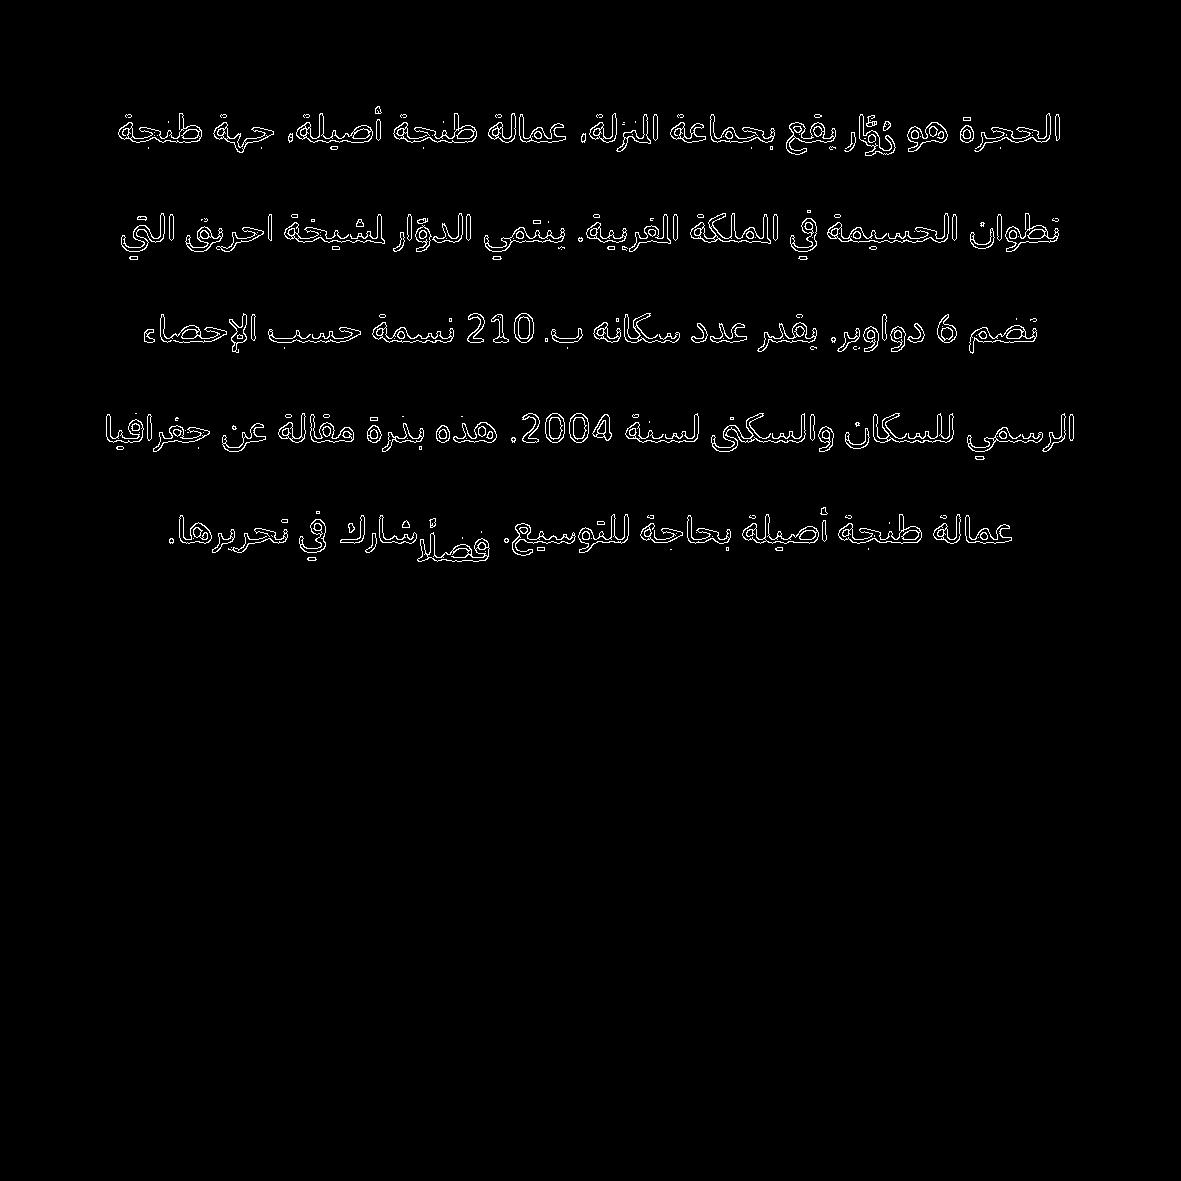 الحجرة هو دُوَّار يقع بجماعة المنزلة، عمالة طنجة أصيلة، جهة طنجة
تطوان الحسيمة في المملكة المغربية. ينتمي الدوّار لمشيخة احريق التي
تضم 6 دواوير. يقدر عدد سكانه ب. 210 نسمة حسب الإحصاء
الرسمي للسكان والسكنى لسنة 2004. هذه بذرة مقالة عن جغرافيا
عمالة طنجة أصيلة بحاجة للتوسيع. فضلًا شارك في تحريرها.